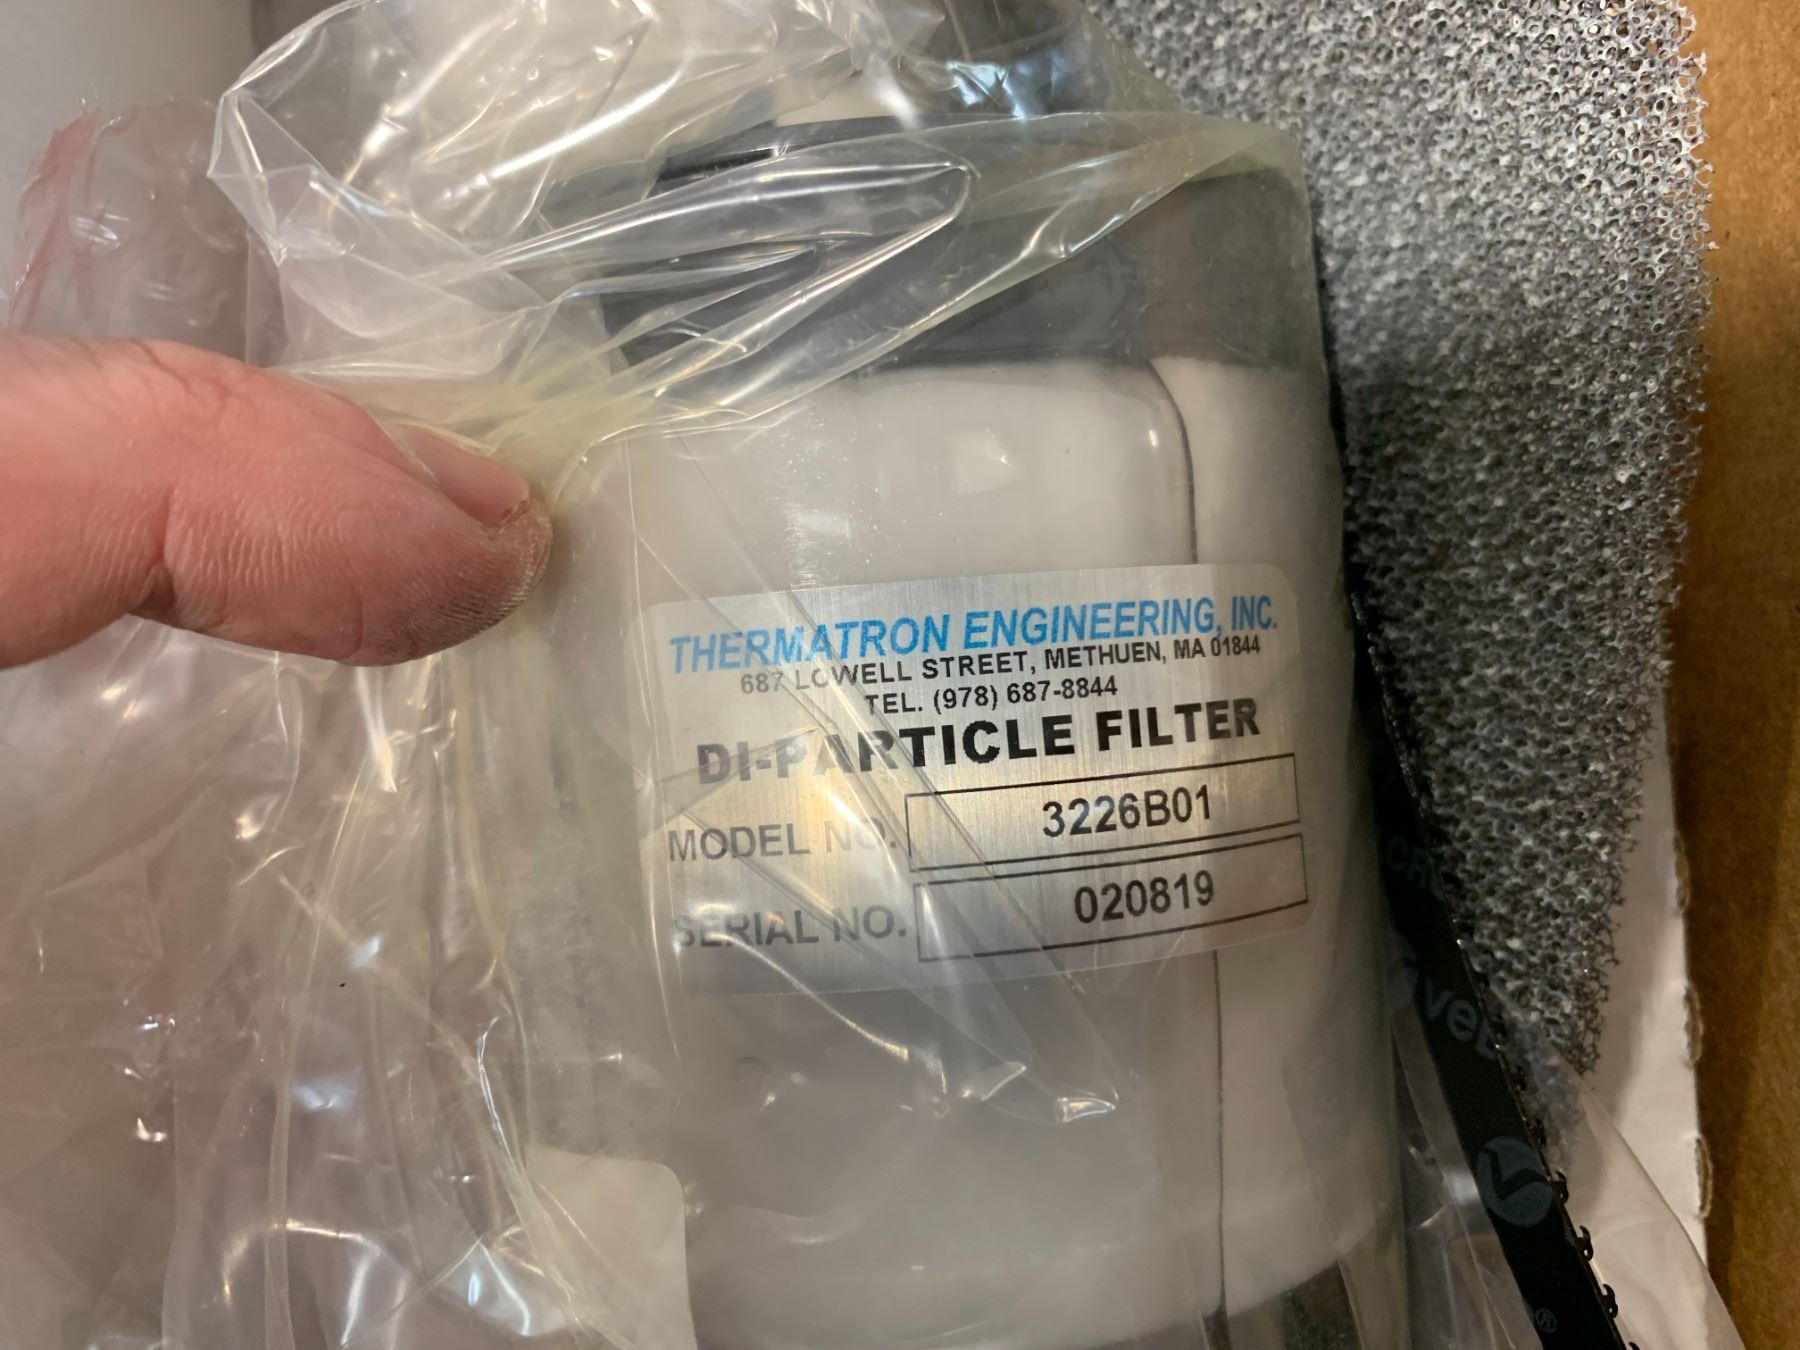 THERMATRON ENGINEERING, INC.
687 LOWELL STREET, METHUEN, MA 01844
TEL. (978) 687-8844
DI-PARTICLE FILTER
MODEL NO. 3226B01
SERIAL NO. 020819